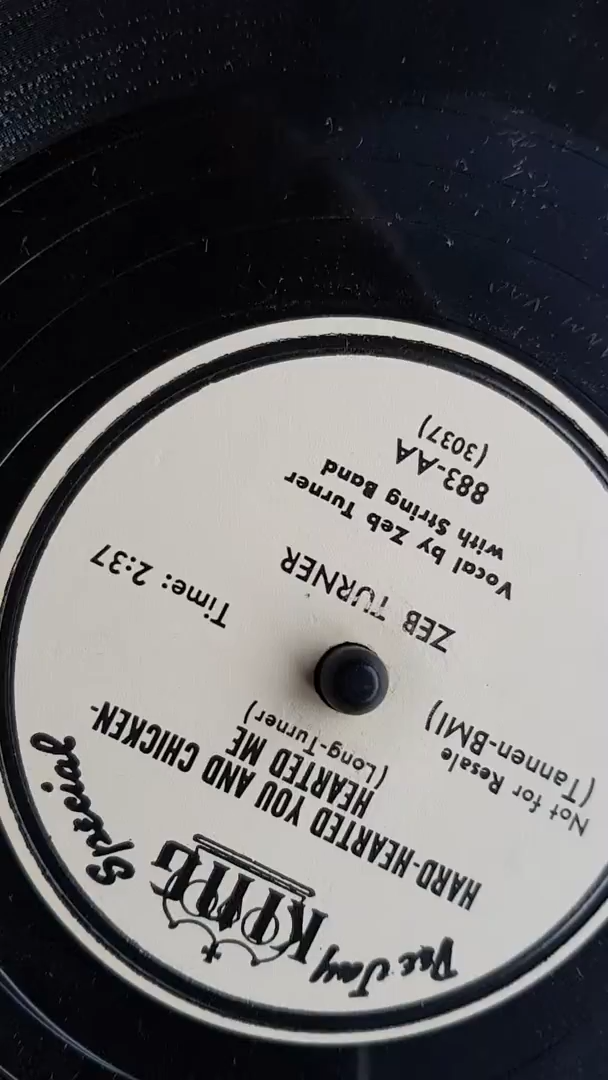 Dee Jay Special
KING
HARD-HEARTED YOU AND CHICKEN-
HEARTED ME
(Long-Turner)
Not for Resale
(Tannen-BMI)
Time: 2:37
ZEB TURNER
Vocal by Zeb Turner
with String Band
883-AA
(3037)